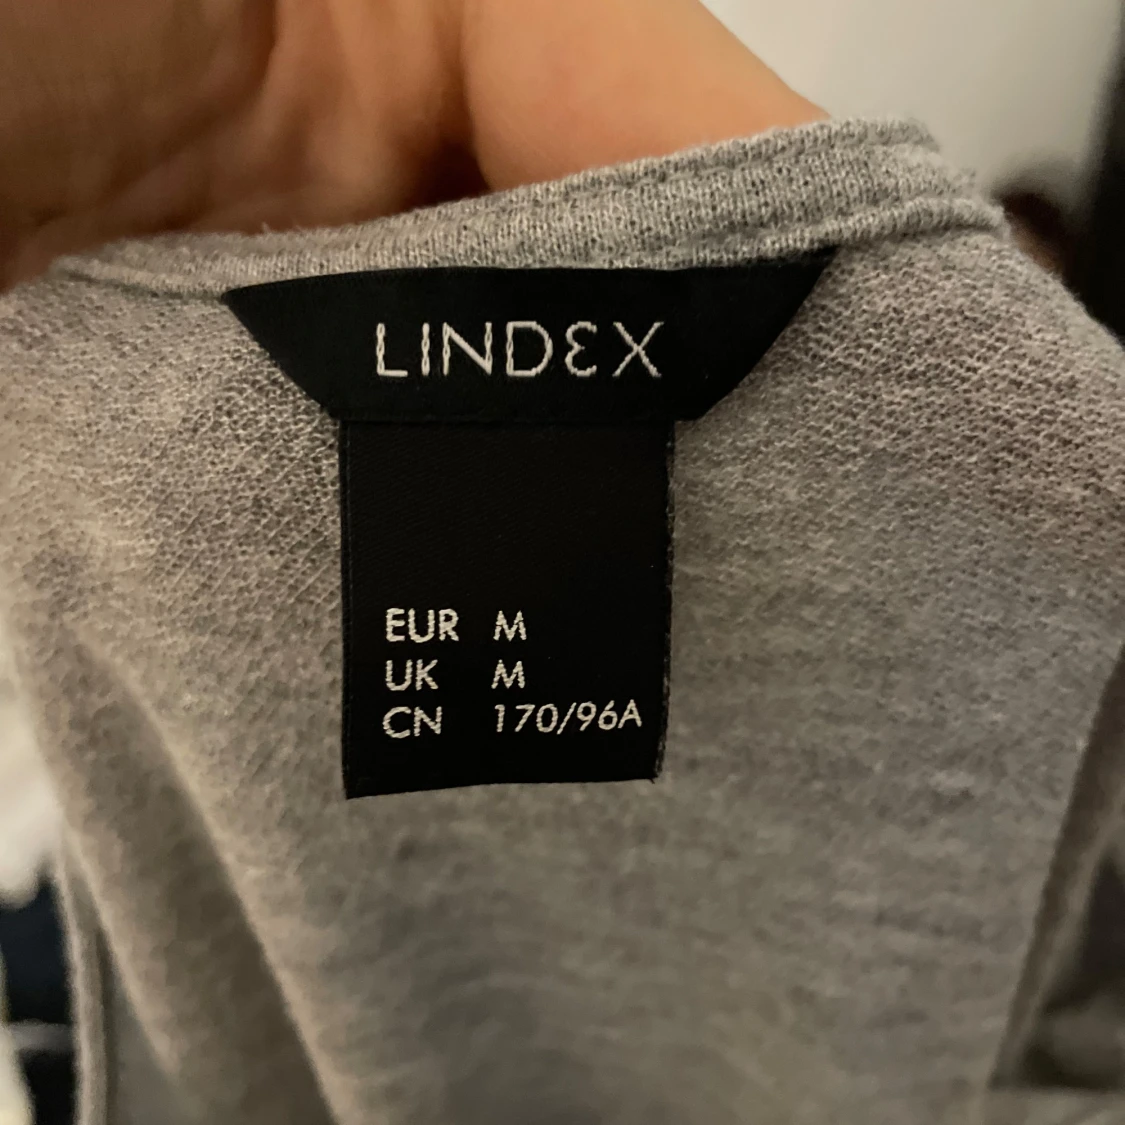 LINDEX
EUR M
UK M
CN 170/96A